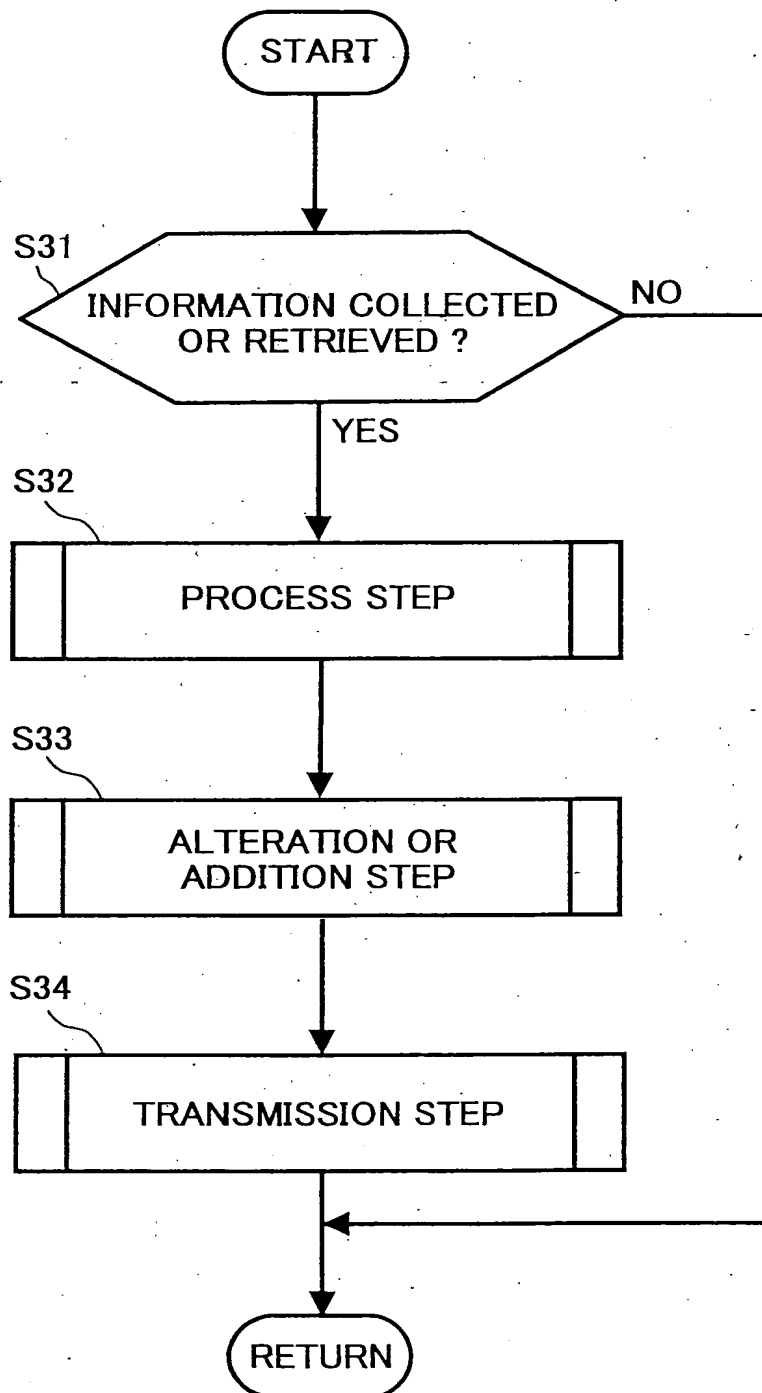 START
S31
INFORMATION COLLECTED
OR RETRIEVED ?
NO
YES
S32
PROCESS STEP
S33
ALTERATION OR
ADDITION STEP
S34
TRANSMISSION STEP
RETURN